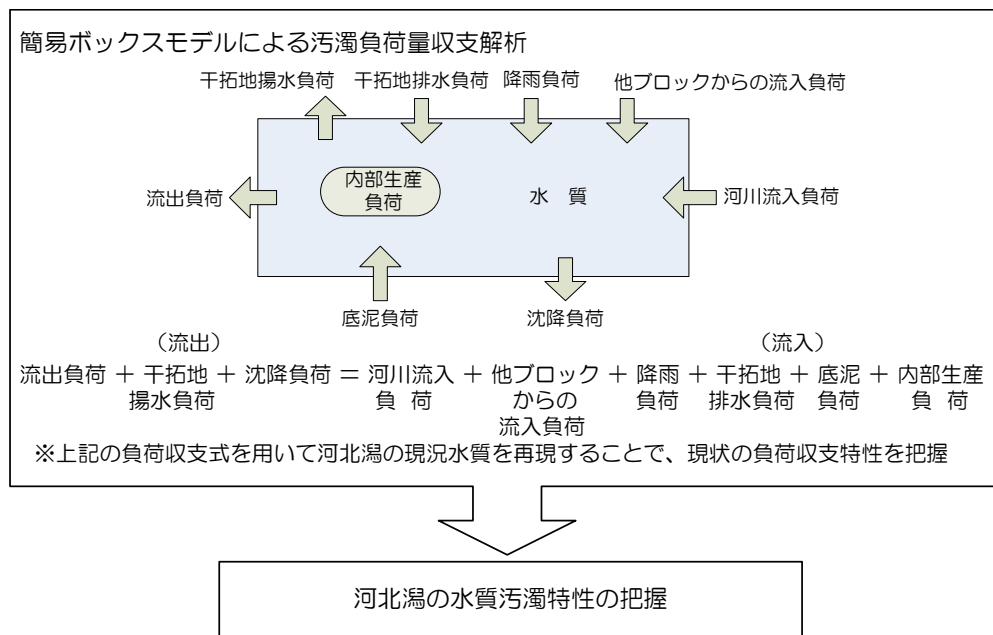 簡易ボックスモデルによる汚濁負荷量収支解析
干拓地揚水負荷 干拓地排水負荷 降雨負荷 他ブロックからの流入負荷
流出負荷
内部生産
負荷
水 質
河川流入負荷
底泥負荷 沈降負荷
（流出） （流入）
流出負荷 ＋ 干拓地 ＋ 沈降負荷 ＝ 河川流入 ＋ 他ブロック ＋ 降雨 ＋ 干拓地 ＋ 底泥 ＋ 内部生産
揚水負荷 負 荷 からの 負荷 排水負荷 負荷 負 荷
流入負荷
※上記の負荷収支式を用いて河北潟の現況水質を再現することで、現状の負荷収支特性を把握
河北潟の水質汚濁特性の把握